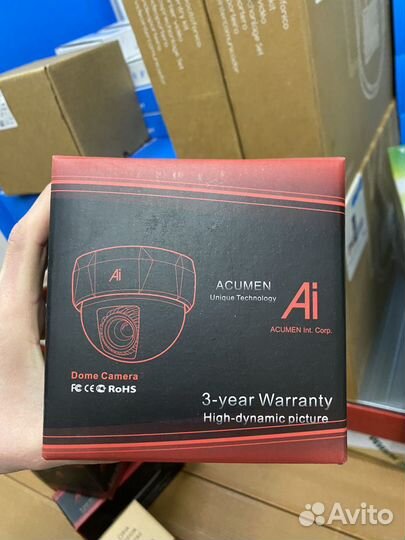 Ai
ACUMEN
Unique Technology
Ai
ACUMEN Int. Corp.
Dome Camera
FC CE RoHS
3-year Warranty
High-dynamic picture
Avito